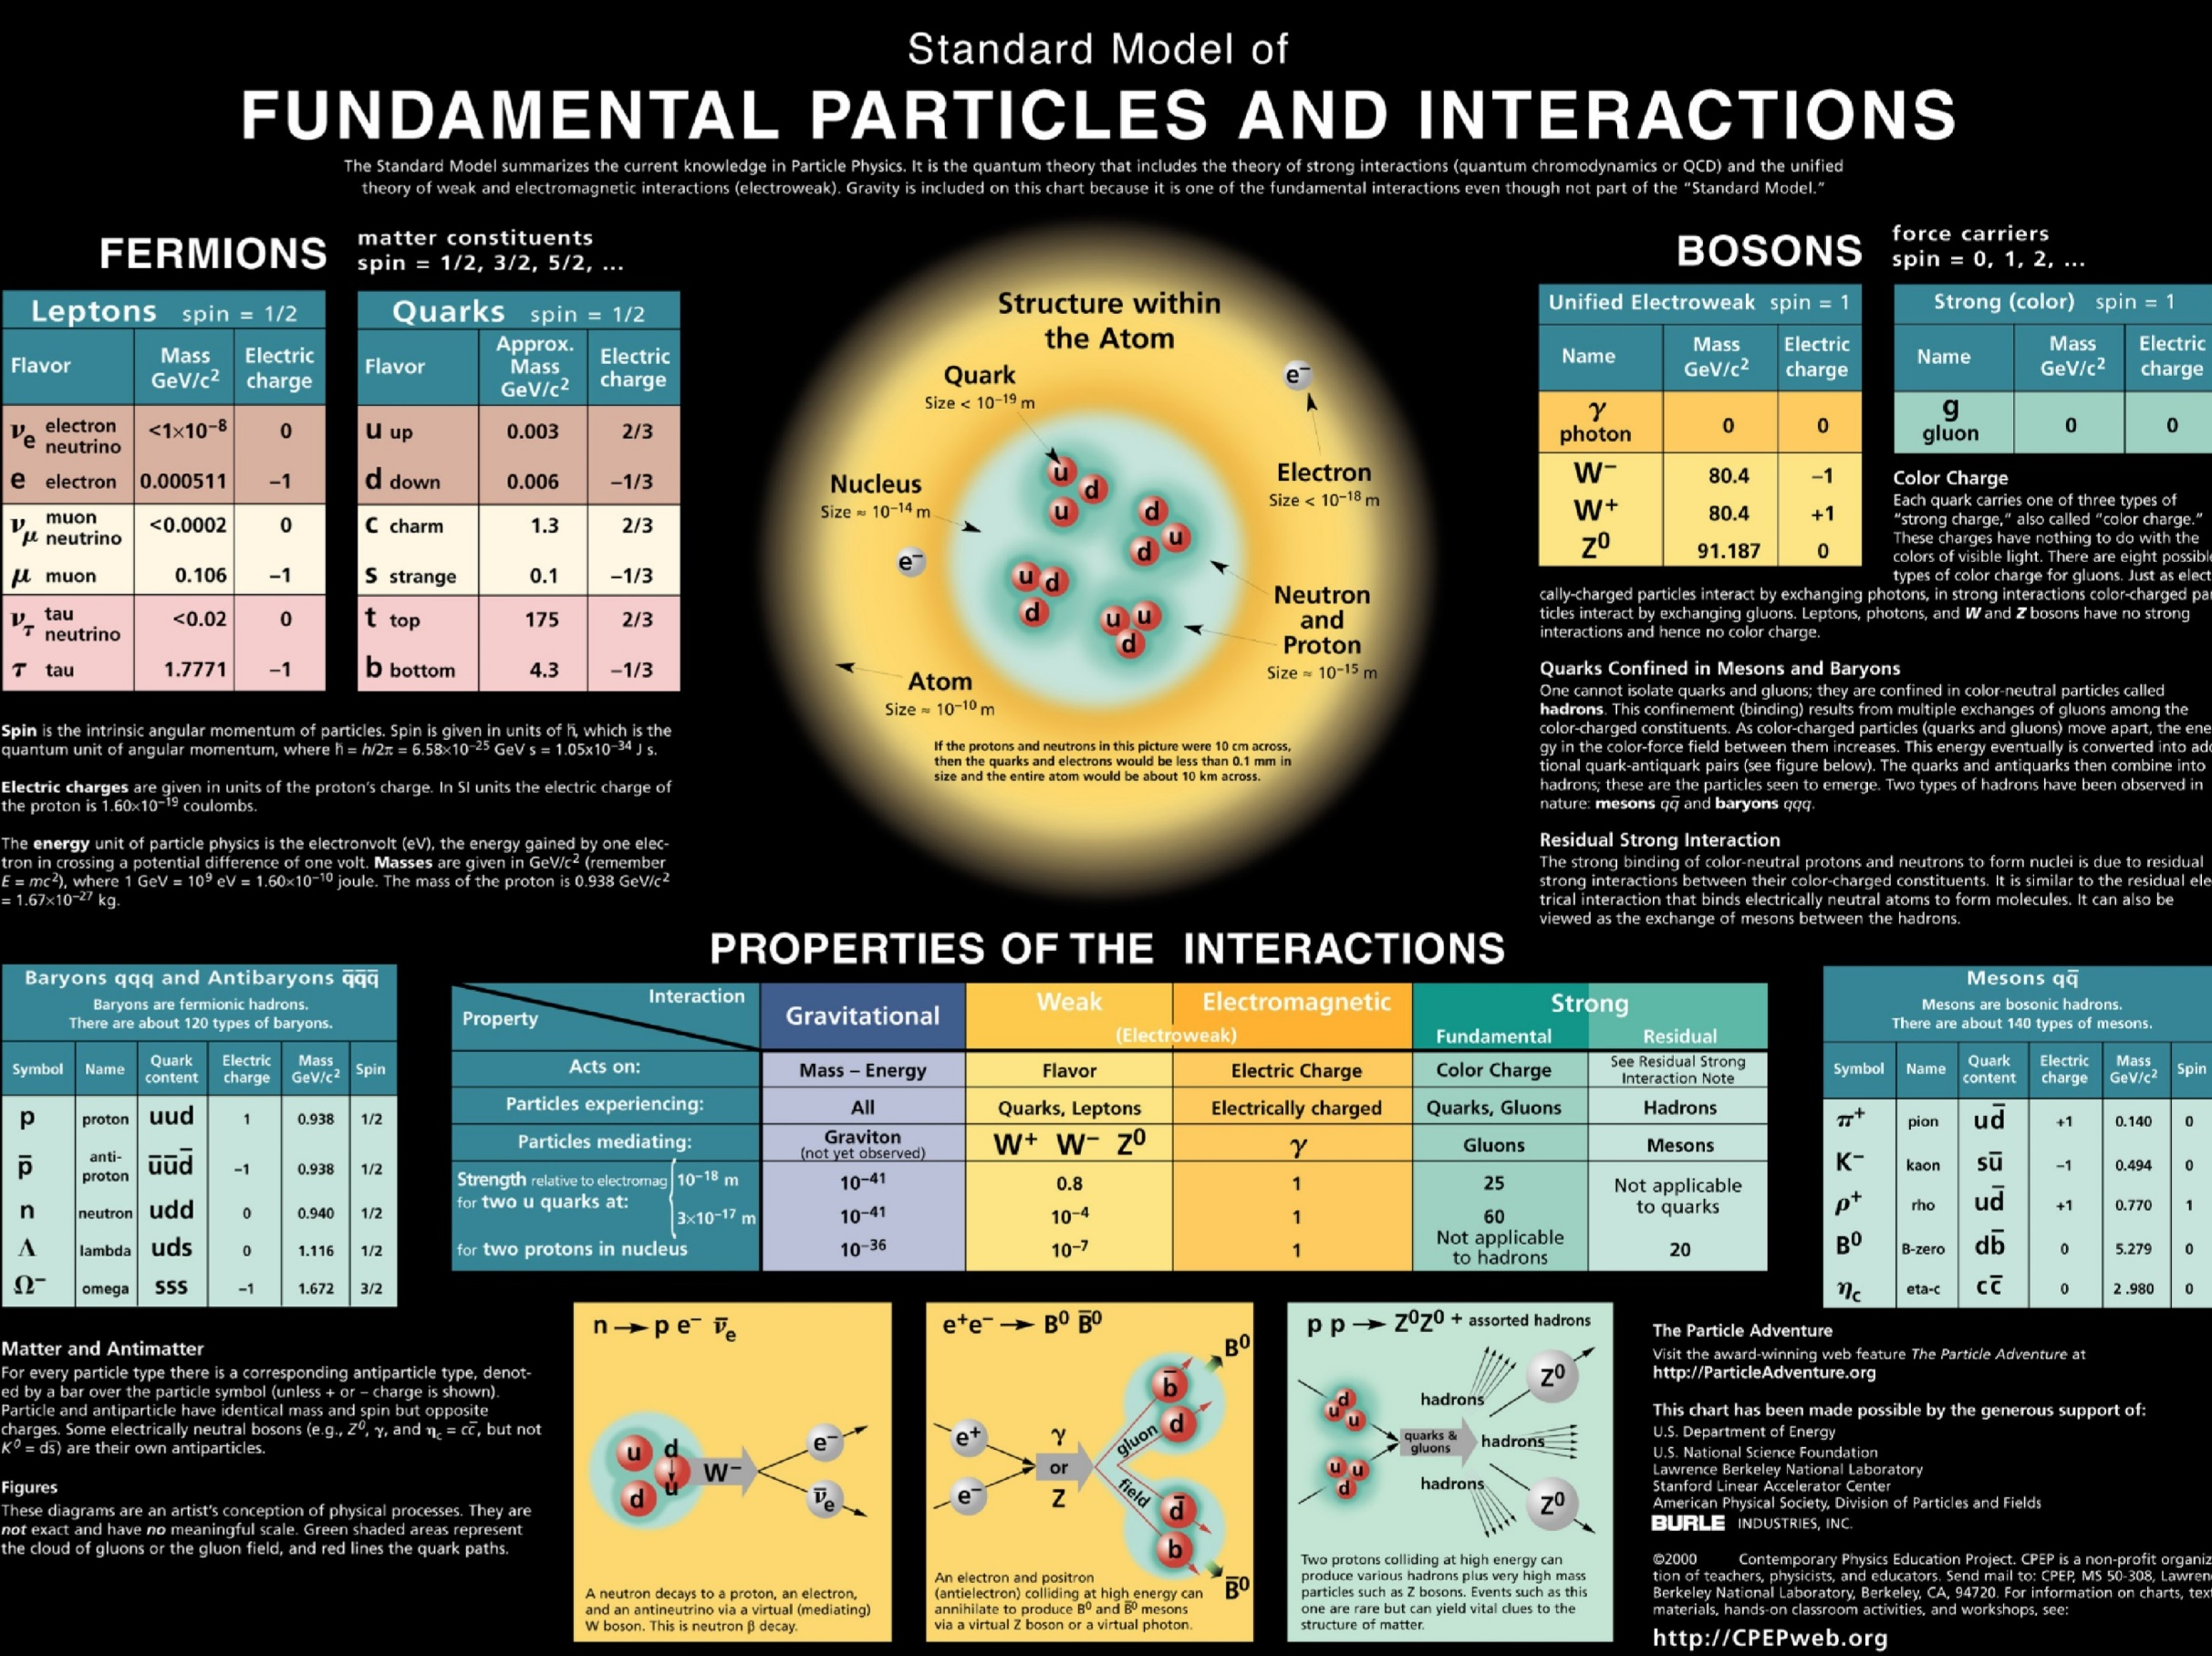 Standard Model of
FUNDAMENTAL PARTICLES AND INTERACTIONS
The Standard Model summarizes the current knowledge in Particle Physics. It is the quantum theory that includes the theory of strong interactions (quantum chromodynamics or QCD) and the unified
theory of weak and electromagnetic interactions (electroweak). Gravity is included on this chart because it is one of the fundamental interactions even though not part of the “Standard Model.”
FERMIONS
matter constituents
spin = 1/2, 3/2, 5/2, ...
Leptons spin = 1/2
Flavor Mass GeV/c² Electric charge
νe electron neutrino <1×10⁻⁸ 0
e electron 0.000511 –1
νμ muon neutrino <0.0002 0
μ muon 0.106 –1
ντ tau neutrino <0.02 0
τ tau 1.7771 –1
Quarks spin = 1/2
Flavor Approx. Mass GeV/c² Electric charge
u up 0.003 2/3
d down 0.006 –1/3
c charm 1.3 2/3
s strange 0.1 –1/3
t top 175 2/3
b bottom 4.3 –1/3
Spin is the intrinsic angular momentum of particles. Spin is given in units of ħ, which is the
quantum unit of angular momentum, where ħ = h/2π = 6.58×10⁻²⁵ GeV s = 1.05x10⁻³⁴ J s.
Electric charges are given in units of the proton’s charge. In SI units the electric charge of
the proton is 1.60×10⁻¹⁹ coulombs.
The energy unit of particle physics is the electronvolt (eV), the energy gained by one elec-
tron in crossing a potential difference of one volt. Masses are given in GeV/c² (remember
E = mc²), where 1 GeV = 10⁹ eV = 1.60×10⁻¹⁰ joule. The mass of the proton is 0.938 GeV/c²
= 1.67×10⁻²⁷ kg.
Structure within
the Atom
Quark
Size < 10⁻¹⁹ m
e⁻
Electron
Size < 10⁻¹⁸ m
Nucleus
Size ≈ 10⁻¹⁴ m
e⁻
u d u
d u d
u d d
u u d
Neutron
and
Proton
Size ≈ 10⁻¹⁵ m
Atom
Size ≈ 10⁻¹⁰ m
If the protons and neutrons in this picture were 10 cm across,
then the quarks and electrons would be less than 0.1 mm in
size and the entire atom would be about 10 km across.
BOSONS
force carriers
spin = 0, 1, 2, ...
Unified Electroweak spin = 1
Name Mass GeV/c² Electric charge
γ photon 0 0
W⁻ 80.4 –1
W⁺ 80.4 +1
Z⁰ 91.187 0
Strong (color) spin = 1
Name Mass GeV/c² Electric charge
g gluon 0 0
Color Charge
Each quark carries one of three types of
“strong charge,” also called “color charge.”
These charges have nothing to do with the
colors of visible light. There are eight possible
types of color charge for gluons. Just as elect
cally-charged particles interact by exchanging photons, in strong interactions color-charged par
ticles interact by exchanging gluons. Leptons, photons, and W and Z bosons have no strong
interactions and hence no color charge.
Quarks Confined in Mesons and Baryons
One cannot isolate quarks and gluons; they are confined in color-neutral particles called
hadrons. This confinement (binding) results from multiple exchanges of gluons among the
color-charged constituents. As color-charged particles (quarks and gluons) move apart, the ene
gy in the color-force field between them increases. This energy eventually is converted into add
tional quark-antiquark pairs (see figure below). The quarks and antiquarks then combine into
hadrons; these are the particles seen to emerge. Two types of hadrons have been observed in
nature: mesons qq̅ and baryons qqq.
Residual Strong Interaction
The strong binding of color-neutral protons and neutrons to form nuclei is due to residual
strong interactions between their color-charged constituents. It is similar to the residual ele
trical interaction that binds electrically neutral atoms to form molecules. It can also be
viewed as the exchange of mesons between the hadrons.
PROPERTIES OF THE INTERACTIONS
Baryons qqq and Antibaryons q̅q̅q̅
Baryons are fermionic hadrons.
There are about 120 types of baryons.
Symbol Name Quark content Electric charge Mass GeV/c² Spin
p proton uud 1 0.938 1/2
p̅ anti-proton u̅u̅d̅ –1 0.938 1/2
n neutron udd 0 0.940 1/2
Λ lambda uds 0 1.116 1/2
Ω⁻ omega sss –1 1.672 3/2
Interaction
Property
Gravitational Weak Electromagnetic Strong
(Electroweak) Fundamental Residual
Acts on: Mass – Energy Flavor Electric Charge Color Charge See Residual Strong Interaction Note
Particles experiencing: All Quarks, Leptons Electrically charged Quarks, Gluons Hadrons
Particles mediating: Graviton (not yet observed) W⁺ W⁻ Z⁰ γ Gluons Mesons
Strength relative to electromag 10⁻¹⁸ m 10⁻⁴¹ 0.8 1 25 Not applicable to quarks
for two u quarks at: 3×10⁻¹⁷ m 10⁻⁴¹ 10⁻⁴ 1 60
for two protons in nucleus 10⁻³⁶ 10⁻⁷ 1 Not applicable to hadrons 20
Mesons qq̅
Mesons are bosonic hadrons.
There are about 140 types of mesons.
Symbol Name Quark content Electric charge Mass GeV/c² Spin
π⁺ pion ud̅ +1 0.140 0
K⁻ kaon su̅ –1 0.494 0
ρ⁺ rho ud̅ +1 0.770 1
B⁰ B-zero db̅ 0 5.279 0
ηc eta-c cc̅ 0 2 .980 0
Matter and Antimatter
For every particle type there is a corresponding antiparticle type, denot-
ed by a bar over the particle symbol (unless + or – charge is shown).
Particle and antiparticle have identical mass and spin but opposite
charges. Some electrically neutral bosons (e.g., Z⁰, γ, and ηc = cc̅, but not
K⁰ = ds̅) are their own antiparticles.
Figures
These diagrams are an artist’s conception of physical processes. They are
not exact and have no meaningful scale. Green shaded areas represent
the cloud of gluons or the gluon field, and red lines the quark paths.
n → p e⁻ ν̅e
u d d u W⁻ e⁻ ν̅e
A neutron decays to a proton, an electron,
and an antineutrino via a virtual (mediating)
W boson. This is neutron β decay.
e⁺e⁻ → B⁰ B̅⁰
B⁰
b̅
d
e⁺
e⁻
γ
or
Z
gluon
field
d̅
b
B̅⁰
An electron and positron
(antielectron) colliding at high energy can
annihilate to produce B⁰ and B̅⁰ mesons
via a virtual Z boson or a virtual photon.
p p → Z⁰Z⁰ + assorted hadrons
d u u
u u d
quarks &
gluons
hadrons
hadrons
hadrons
Z⁰
Z⁰
Two protons colliding at high energy can
produce various hadrons plus very high mass
particles such as Z bosons. Events such as this
one are rare but can yield vital clues to the
structure of matter.
The Particle Adventure
Visit the award-winning web feature The Particle Adventure at
http://ParticleAdventure.org
This chart has been made possible by the generous support of:
U.S. Department of Energy
U.S. National Science Foundation
Lawrence Berkeley National Laboratory
Stanford Linear Accelerator Center
American Physical Society, Division of Particles and Fields
BURLE INDUSTRIES, INC.
©2000 Contemporary Physics Education Project. CPEP is a non-profit organiz
tion of teachers, physicists, and educators. Send mail to: CPEP, MS 50-308, Lawren
Berkeley National Laboratory, Berkeley, CA, 94720. For information on charts, tex
materials, hands-on classroom activities, and workshops, see:
http://CPEPweb.org